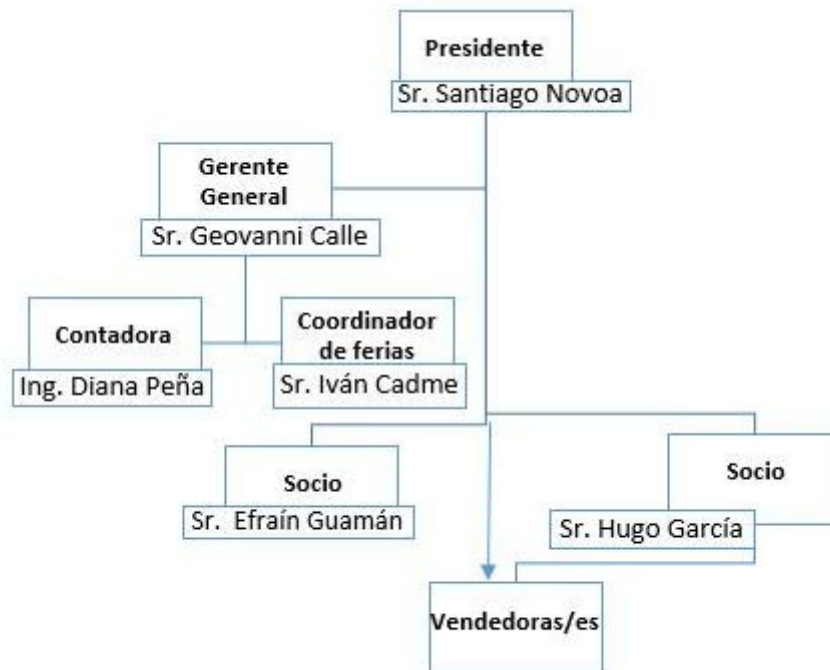 Presidente
Sr. Santiago Novoa
Gerente
General
Sr. Geovanni Calle
Contadora
Ing. Diana Peña
Coordinador
de ferias
Sr. Iván Cadme
Socio
Sr. Efraín Guamán
Socio
Sr. Hugo García
Vendedoras/es